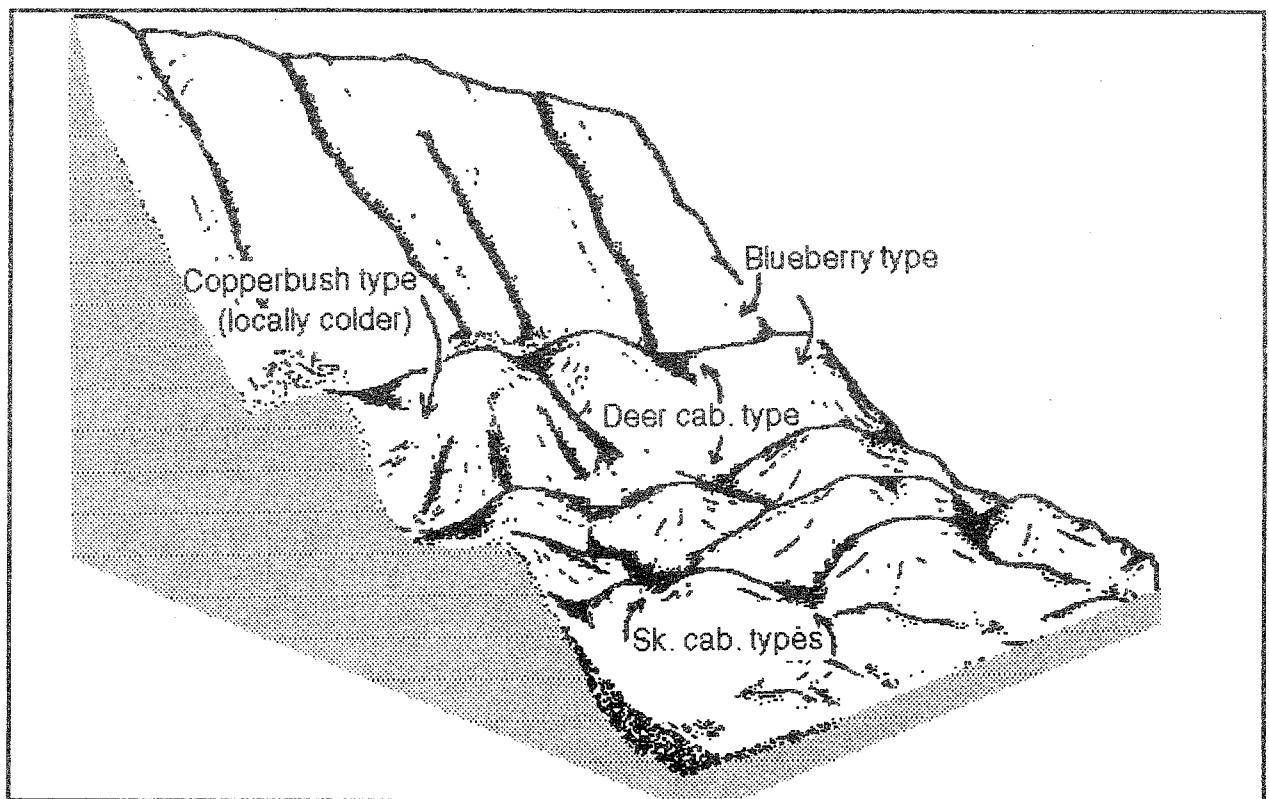 Blueberry type
Copperbush type
(locally colder)
Deer cab. type
Sk. cab. types